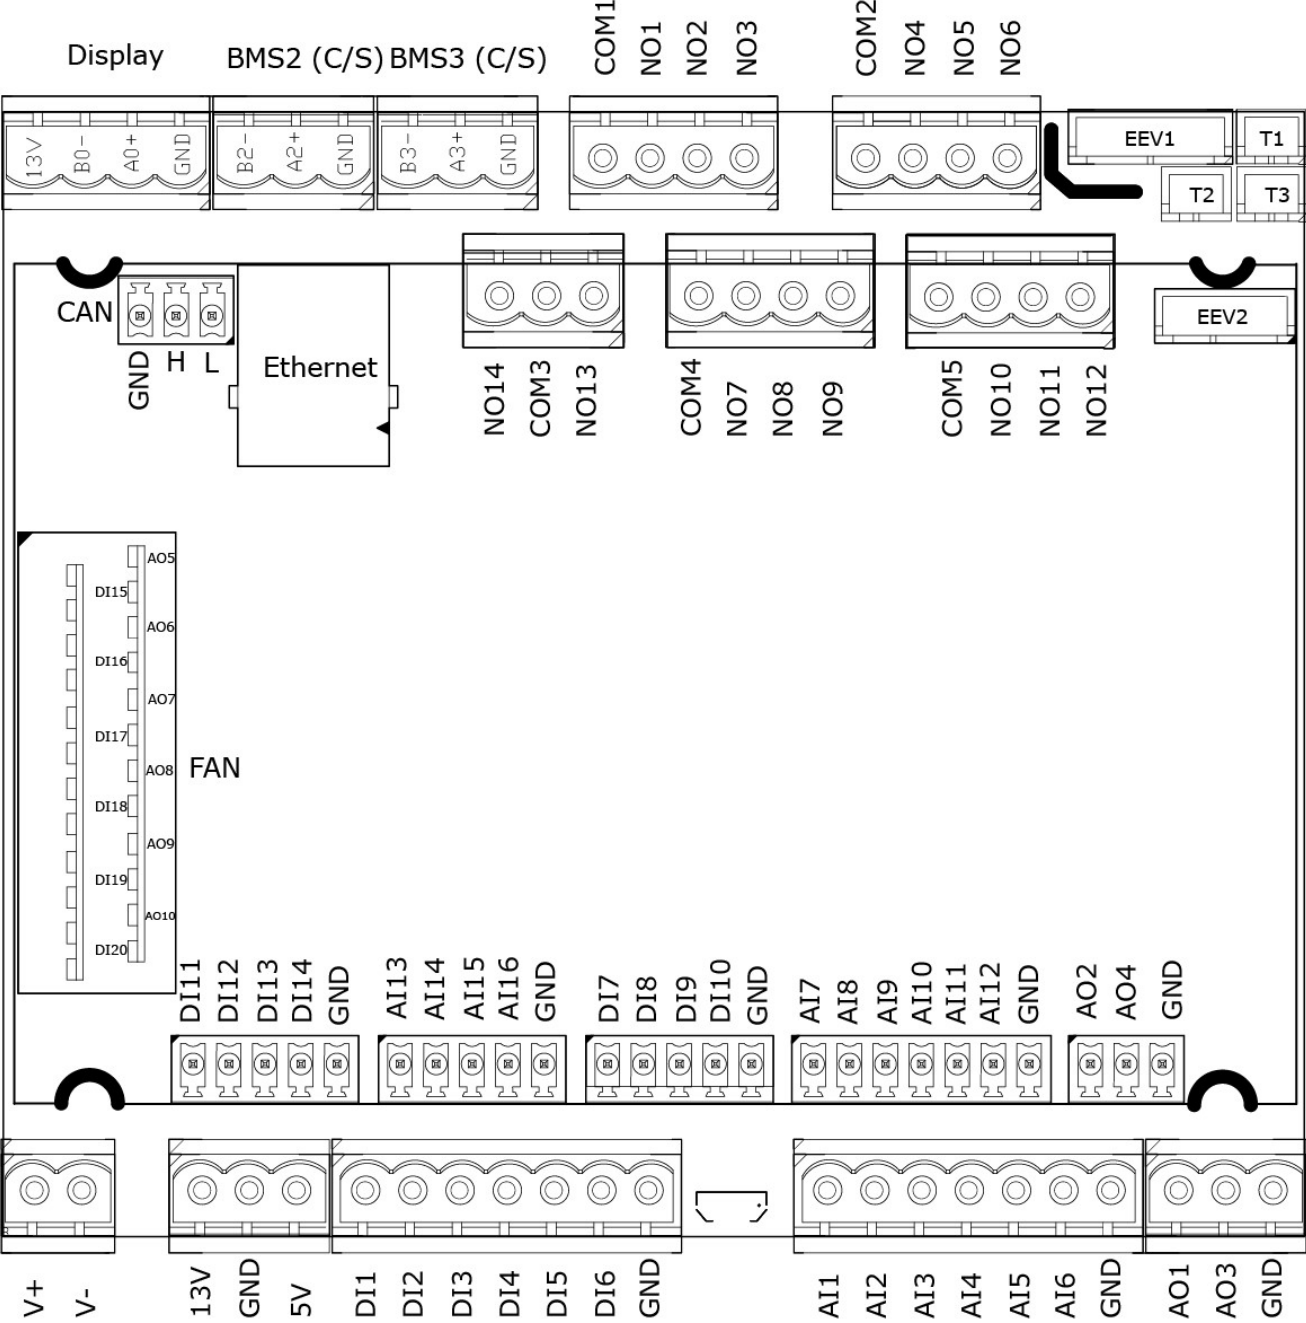 Display
BMS2 (C/S)
BMS3 (C/S)
COM1
NO1
NO2
NO3
COM2
NO4
NO5
NO6
13V
B0-
A0+
GND
B2-
A2+
GND
B3-
A3+
GND
EEV1
T1
T2
T3
CAN
GND
H
L
Ethernet
NO14
COM3
NO13
COM4
NO7
NO8
NO9
COM5
NO10
NO11
NO12
EEV2
AO5
DI15
AO6
DI16
AO7
DI17
AO8
DI18
AO9
DI19
AO10
DI20
FAN
DI11
DI12
DI13
DI14
GND
AI13
AI14
AI15
AI16
GND
DI7
DI8
DI9
DI10
GND
AI7
AI8
AI9
AI10
AI11
AI12
GND
AO2
AO4
GND
V+
V-
13V
GND
5V
DI1
DI2
DI3
DI4
DI5
DI6
GND
AI1
AI2
AI3
AI4
AI5
AI6
GND
AO1
AO3
GND